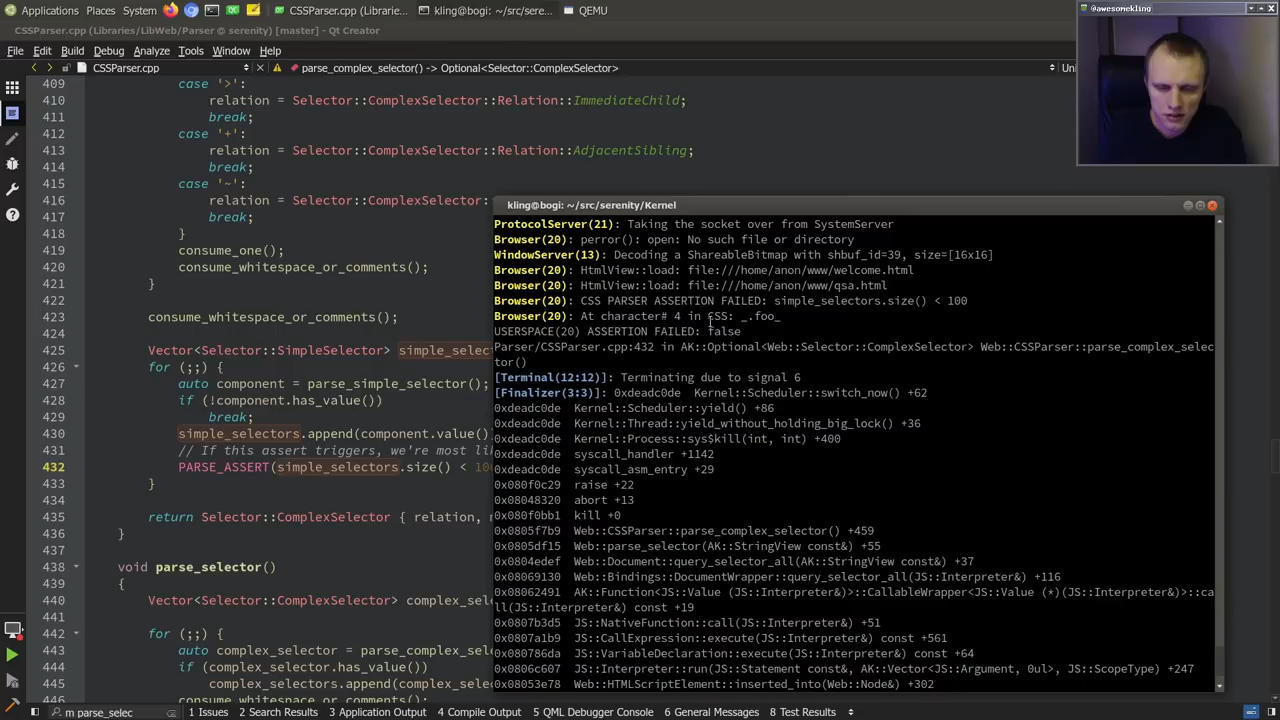 Applications Places System CSSParser.cpp (Librarie... kling@bogi: ~/src/sere... QEMU
CSSParser.cpp (Libraries/LibWeb/Parser @ serenity) [master] - Qt Creator
@awesomekling
File Edit Build Debug Analyze Tools Window Help
CSSParser.cpp parse_complex_selector() -> Optional<Selector::ComplexSelector>
409 case '>':
410 relation = Selector::ComplexSelector::Relation::ImmediateChild;
411 break;
412 case '+':
413 relation = Selector::ComplexSelector::Relation::AdjacentSibling;
414 break;
415 case '~':
416 relation = Selector::ComplexSelector::Relation::
417 break;
418 }
419 consume_one();
420 consume_whitespace_or_comments();
421 }
422
423 consume_whitespace_or_comments();
424
425 Vector<Selector::SimpleSelector> simple_selec
426 for (;;) {
427 auto component = parse_simple_selector();
428 if (!component.has_value())
429 break;
430 simple_selectors.append(component.value()
431 // If this assert triggers, we're most li
432 PARSE_ASSERT(simple_selectors.size() < 10
433 }
434
435 return Selector::ComplexSelector { relation,
436 }
437
438 void parse_selector()
439 {
440 Vector<Selector::ComplexSelector> complex_sel
441
442 for (;;) {
443 auto complex_selector = parse_complex_sel
444 if (complex_selector.has_value())
445 complex_selectors.append(complex_sele
446 consume_whitespace_or_comments();
kling@bogi: ~/src/serenity/Kernel
ProtocolServer(21): Taking the socket over from SystemServer
Browser(20): perror(): open: No such file or directory
WindowServer(13): Decoding a ShareableBitmap with shbuf_id=39, size=[16x16]
Browser(20): HtmlView::load: file:///home/anon/www/welcome.html
Browser(20): HtmlView::load: file:///home/anon/www/qsa.html
Browser(20): CSS PARSER ASSERTION FAILED: simple_selectors.size() < 100
Browser(20): At character# 4 in CSS: _.foo_
USERSPACE(20) ASSERTION FAILED: false
Parser/CSSParser.cpp:432 in AK::Optional<Web::Selector::ComplexSelector> Web::CSSParser::parse_complex_selec
tor()
[Terminal(12:12)]: Terminating due to signal 6
[Finalizer(3:3)]: 0xdeadc0de Kernel::Scheduler::switch_now() +62
0xdeadc0de Kernel::Scheduler::yield() +86
0xdeadc0de Kernel::Thread::yield_without_holding_big_lock() +36
0xdeadc0de Kernel::Process::sys$kill(int, int) +400
0xdeadc0de syscall_handler +1142
0xdeadc0de syscall_asm_entry +29
0x080f0c29 raise +22
0x08048320 abort +13
0x080f0bb1 kill +0
0x0805f7b9 Web::CSSParser::parse_complex_selector() +459
0x0805df15 Web::parse_selector(AK::StringView const&) +55
0x0804edef Web::Document::query_selector_all(AK::StringView const&) +37
0x08069130 Web::Bindings::DocumentWrapper::query_selector_all(JS::Interpreter&) +116
0x08062491 AK::Function<JS::Value (JS::Interpreter&)>::CallableWrapper<JS::Value (*)(JS::Interpreter&)>::ca
ll(JS::Interpreter&) const +19
0x0807b3d5 JS::NativeFunction::call(JS::Interpreter&) +51
0x0807a1b9 JS::CallExpression::execute(JS::Interpreter&) const +561
0x080786da JS::VariableDeclaration::execute(JS::Interpreter&) const +64
0x0806c607 JS::Interpreter::run(JS::Statement const&, AK::Vector<JS::Argument, 0ul>, JS::ScopeType) +247
0x08053e78 Web::HTMLScriptElement::inserted_into(Web::Node&) +302
m parse_selec 1 Issues 2 Search Results 3 Application Output 4 Compile Output 5 QML Debugger Console 6 General Messages 8 Test Results